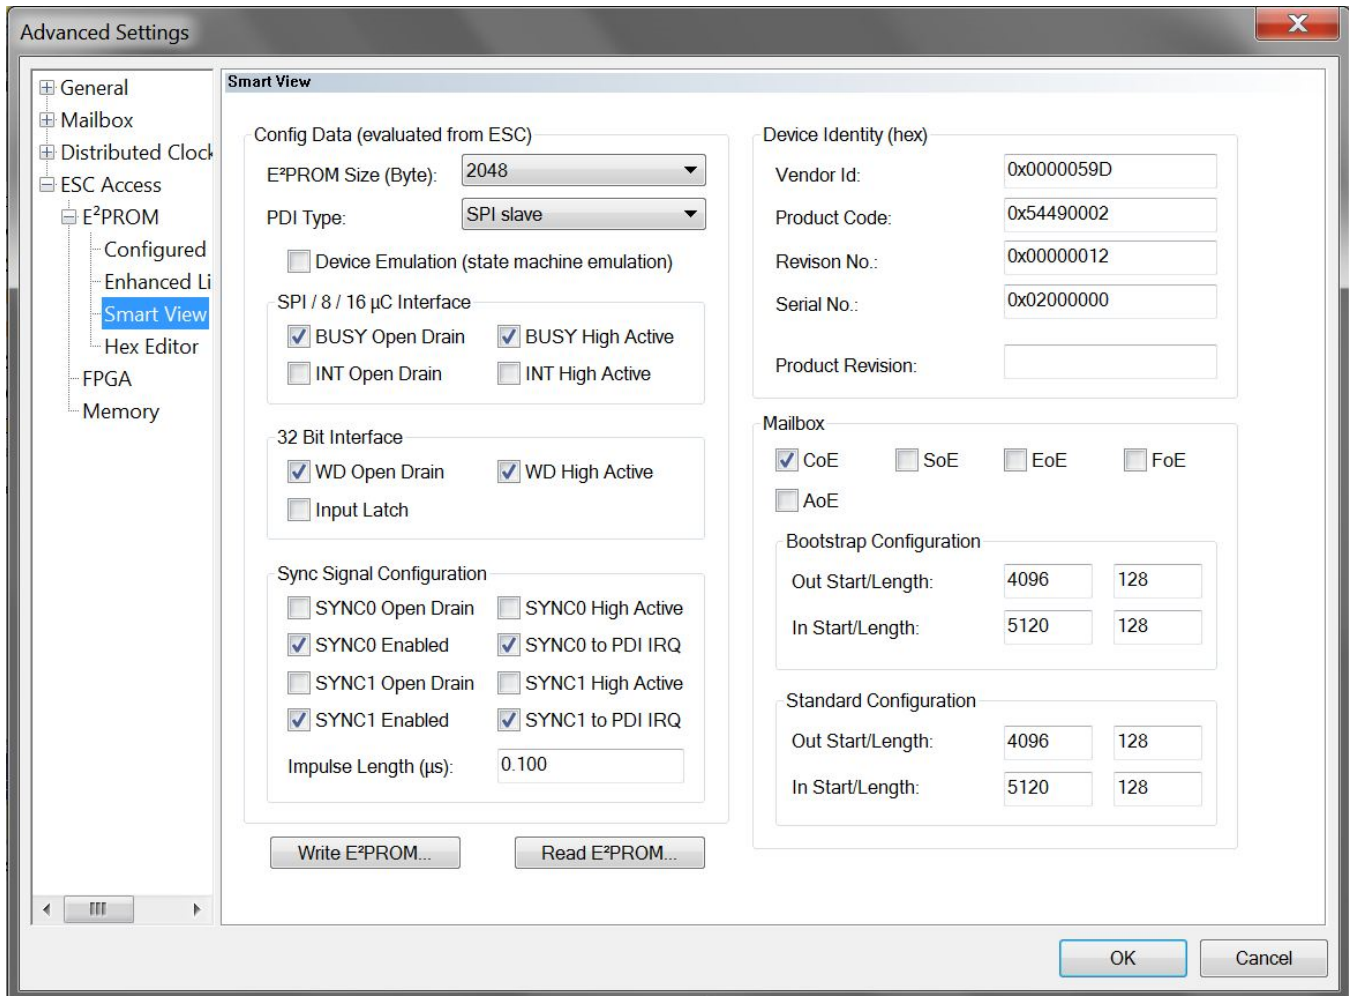 Advanced Settings
General
Mailbox
Distributed Clock
ESC Access
E²PROM
Configured
Enhanced Li
Smart View
Hex Editor
FPGA
Memory
Smart View
Config Data (evaluated from ESC)
E²PROM Size (Byte): 2048
PDI Type: SPI slave
Device Emulation (state machine emulation)
SPI / 8 / 16 µC Interface
BUSY Open Drain BUSY High Active
INT Open Drain INT High Active
32 Bit Interface
WD Open Drain WD High Active
Input Latch
Sync Signal Configuration
SYNC0 Open Drain SYNC0 High Active
SYNC0 Enabled SYNC0 to PDI IRQ
SYNC1 Open Drain SYNC1 High Active
SYNC1 Enabled SYNC1 to PDI IRQ
Impulse Length (µs): 0.100
Write E²PROM... Read E²PROM...
Device Identity (hex)
Vendor Id: 0x0000059D
Product Code: 0x54490002
Revison No.: 0x00000012
Serial No.: 0x02000000
Product Revision:
Mailbox
CoE SoE EoE FoE
AoE
Bootstrap Configuration
Out Start/Length: 4096 128
In Start/Length: 5120 128
Standard Configuration
Out Start/Length: 4096 128
In Start/Length: 5120 128
OK Cancel